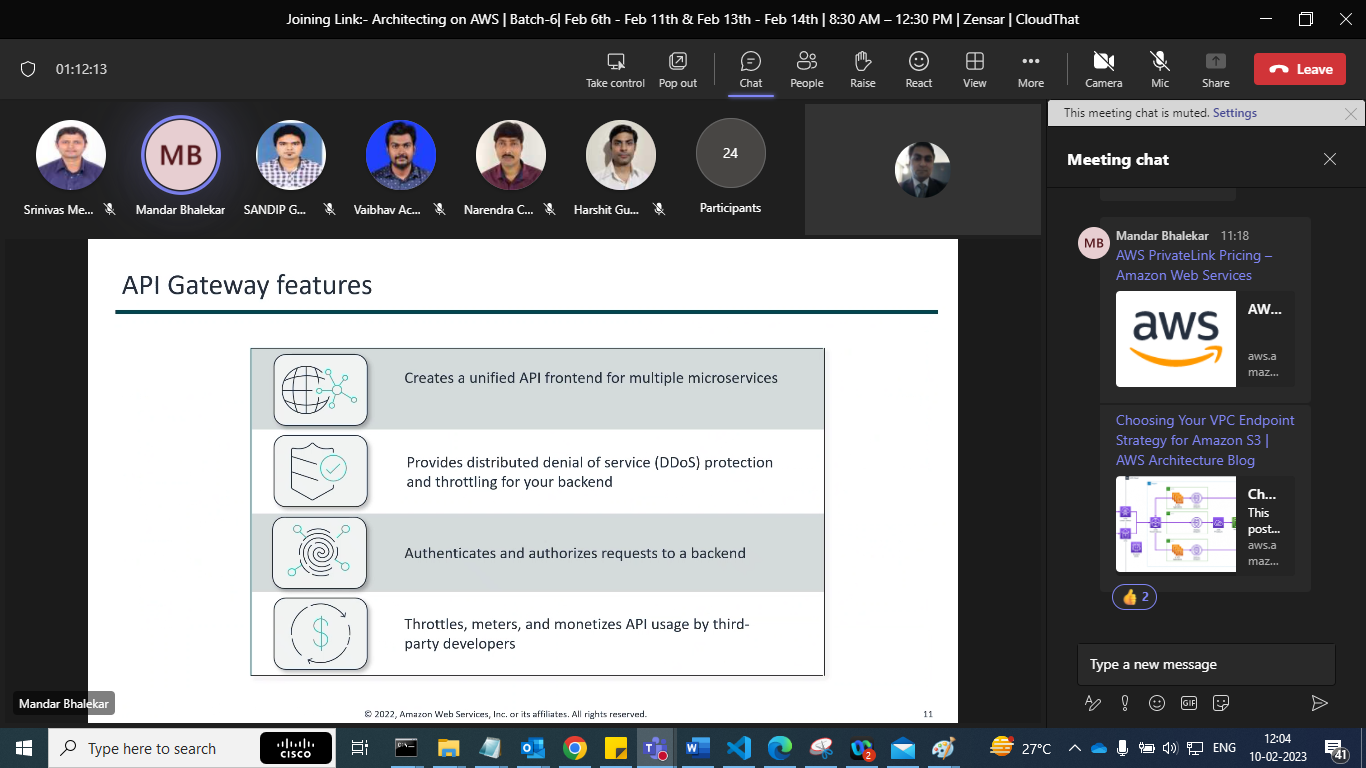 Joining Link:- Architecting on AWS | Batch-6| Feb 6th - Feb 11th & Feb 13th - Feb 14th | 8:30 AM – 12:30 PM | Zensar | CloudThat
01:12:13
Take control
Pop out
Chat
People
Raise
React
View
More
Camera
Mic
Share
Leave
MB
24
Srinivas Me...
Mandar Bhalekar
SANDIP G...
Vaibhav Ac...
Narendra C...
Harshit Gu...
Participants
This meeting chat is muted. Settings
Meeting chat
MB
Mandar Bhalekar 11:18
AWS PrivateLink Pricing –
Amazon Web Services
aws
AW...
aws.a
maz...
Choosing Your VPC Endpoint
Strategy for Amazon S3 |
AWS Architecture Blog
Ch...
This
post...
aws.a
maz...
2
Type a new message
GIF
API Gateway features
Creates a unified API frontend for multiple microservices
Provides distributed denial of service (DDoS) protection
and throttling for your backend
Authenticates and authorizes requests to a backend
$
Throttles, meters, and monetizes API usage by third-
party developers
Mandar Bhalekar
© 2022, Amazon Web Services, Inc. or its affiliates. All rights reserved.
11
Type here to search
CISCO
2
27°C
ENG
12:04
10-02-2023
41